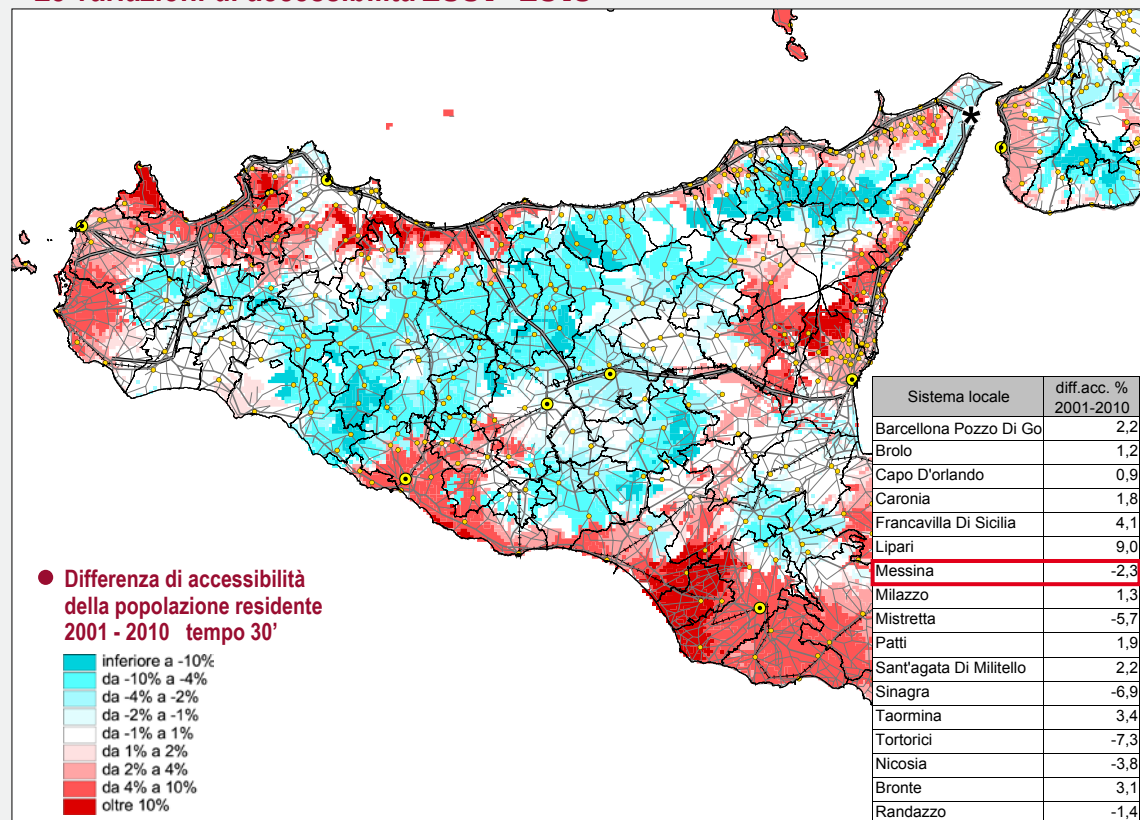 Sistema locale diff.acc. % 2001-2010
Barcellona Pozzo Di Go 2,2
Brolo 1,2
Capo D'orlando 0,9
Caronia 1,8
Francavilla Di Sicilia 4,1
Lipari 9,0
Messina -2,3
Milazzo 1,3
Mistretta -5,7
Patti 1,9
Sant'agata Di Militello 2,2
Sinagra -6,9
Taormina 3,4
Tortorici -7,3
Nicosia -3,8
Bronte 3,1
Randazzo -1,4
Differenza di accessibilità
della popolazione residente
2001 - 2010 tempo 30'
inferiore a -10%
da -10% a -4%
da -4% a -2%
da -2% a -1%
da -1% a 1%
da 1% a 2%
da 2% a 4%
da 4% a 10%
oltre 10%